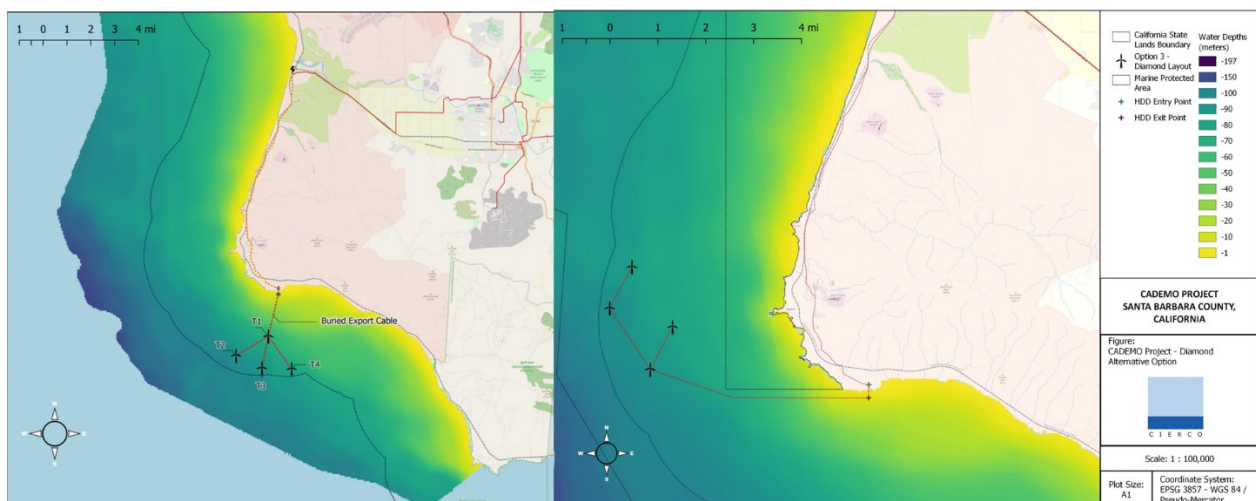 1 0 1 2 3 4 mi
T1
Buried Export Cable
T2
T3
T4
N
W E
S
1 0 1 2 3 4 mi
N
W E
S
California State
Lands Boundary
Option 3 -
Diamond Layout
Marine Protected
Area
HDD Entry Point
HDD Exit Point
Water Depths
(meters)
-197
-150
-100
-90
-80
-70
-60
-50
-40
-30
-20
-10
-1
CADEMO PROJECT
SANTA BARBARA COUNTY,
CALIFORNIA
Figure:
CADEMO Project - Diamond
Alternative Option
CIERCO
Scale: 1 : 100,000
Plot Size:
A1
Coordinate System:
EPSG 3857 - WGS 84 /
Pseudo-Mercator